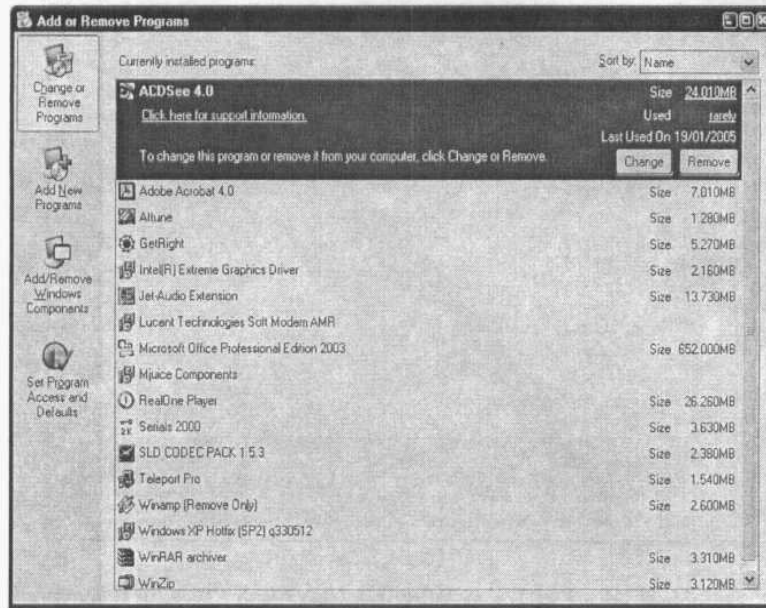 Add or Remove Programs
Change or
Remove
Programs
Add New
Programs
Add/Remove
Windows
Components
Set Program
Access and
Defaults
Currently installed programs:
Sort by: Name
ACDSee 4.0 Size 24.010MB
Click here for support information. Used rarely
Last Used On 19/01/2005
To change this program or remove it from your computer, click Change or Remove. Change Remove
Adobe Acrobat 4.0 Size 7.010MB
Altune Size 1.280MB
GetRight Size 5.270MB
Intel(R) Extreme Graphics Driver Size 2.160MB
Jet-Audio Extension Size 13.730MB
Lucent Technologies Soft Modem AMR
Microsoft Office Professional Edition 2003 Size 652.000MB
Mjuice Components
RealOne Player Size 26.260MB
Serials 2000 Size 3.630MB
SLD CODEC PACK 1.5.3 Size 2.380MB
Teleport Pro Size 1.540MB
Winamp (Remove Only) Size 2.600MB
Windows XP Hotfix (SP2) q330512
WinRAR archiver Size 3.310MB
WinZip Size 3.120MB